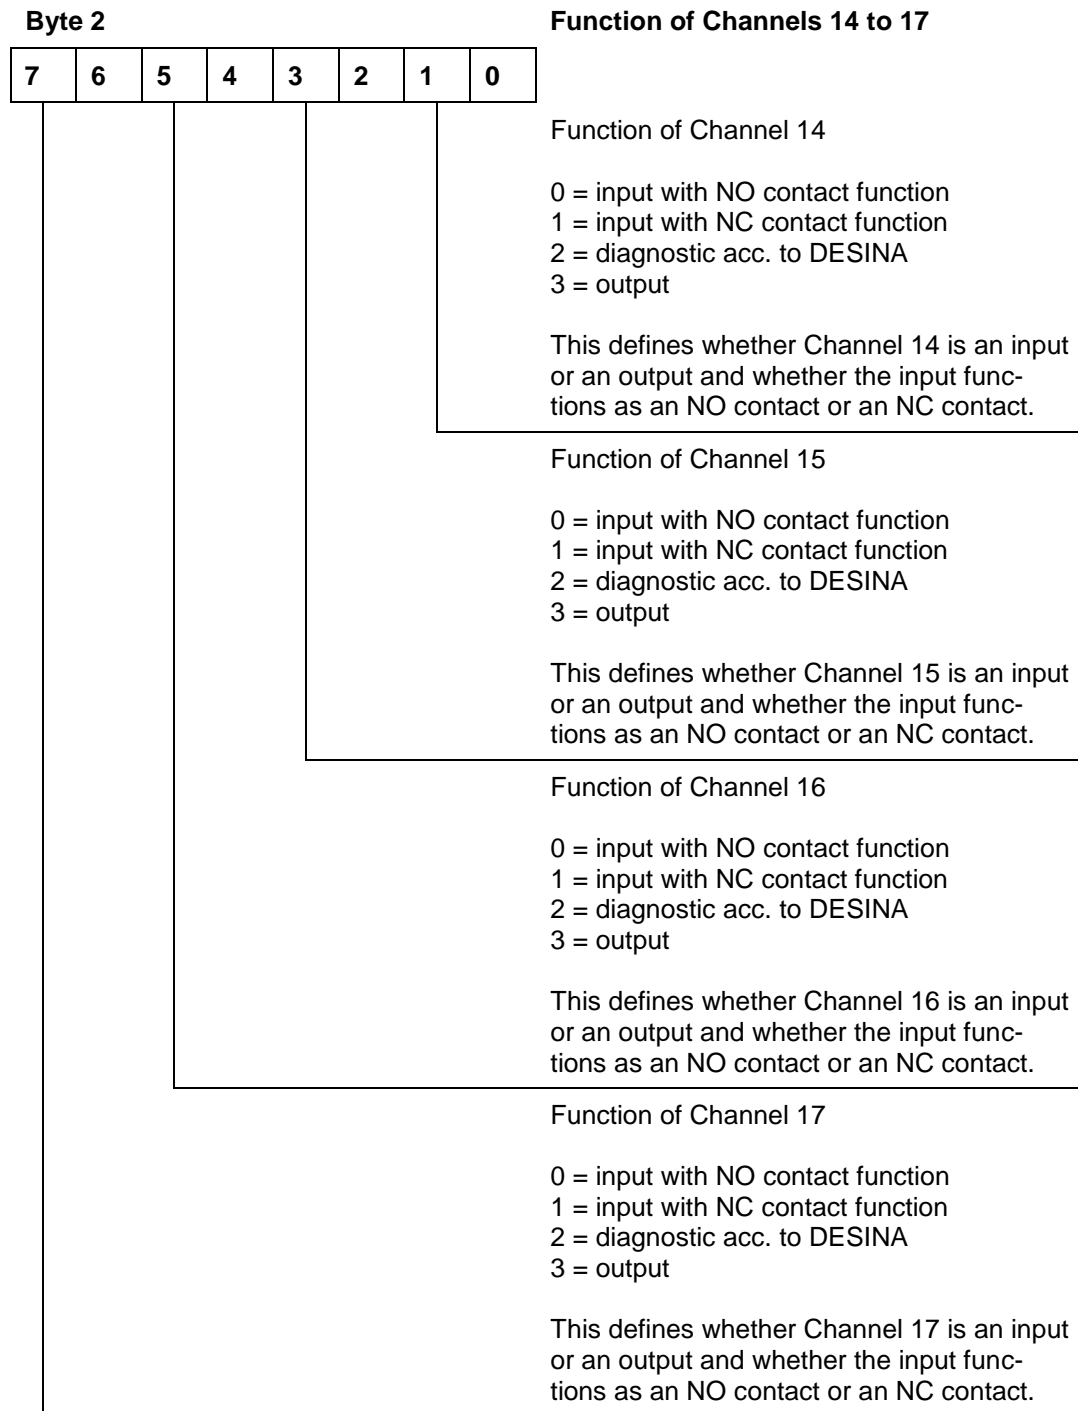 Byte 2
Function of Channels 14 to 17
7 6 5 4 3 2 1 0
Function of Channel 14
0 = input with NO contact function
1 = input with NC contact function
2 = diagnostic acc. to DESINA
3 = output
This defines whether Channel 14 is an input
or an output and whether the input func-
tions as an NO contact or an NC contact.
Function of Channel 15
0 = input with NO contact function
1 = input with NC contact function
2 = diagnostic acc. to DESINA
3 = output
This defines whether Channel 15 is an input
or an output and whether the input func-
tions as an NO contact or an NC contact.
Function of Channel 16
0 = input with NO contact function
1 = input with NC contact function
2 = diagnostic acc. to DESINA
3 = output
This defines whether Channel 16 is an input
or an output and whether the input func-
tions as an NO contact or an NC contact.
Function of Channel 17
0 = input with NO contact function
1 = input with NC contact function
2 = diagnostic acc. to DESINA
3 = output
This defines whether Channel 17 is an input
or an output and whether the input func-
tions as an NO contact or an NC contact.